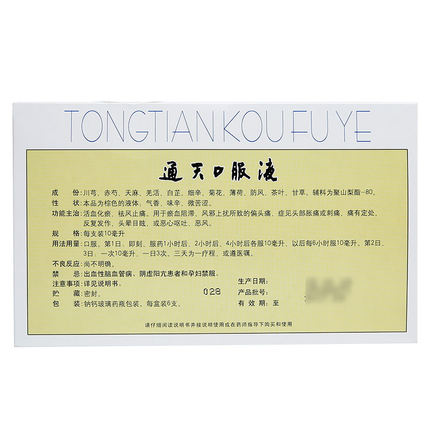 TONGTIANKOUFUYE
通天口服液
成 份：川芎、赤芍、天麻、羌活、白芷、细辛、菊花、薄荷、防风、茶叶、甘草，辅料为聚山梨酯-80。
性 状：本品为棕色的液体，气香，味辛、微苦涩。
功能主治：活血化瘀，祛风止痛。用于瘀血阻滞、风邪上扰所致的偏头痛，症见头部胀痛或刺痛，痛有定处，
反复发作，头晕目眩，或恶心呕吐，恶风。
规 格：每支装10毫升
用法用量：口服，第1日，即刻、服药1小时后、2小时后、4小时后各服10毫升，以后每6小时服10毫升。第2日、
3日，一次10毫升，一日3次，三天为一疗程，或遵医嘱。
不良反应：尚不明确。
禁 忌：出血性脑血管病、阴虚阳亢患者和孕妇禁服。
注意事项：详见说明书。
贮 藏：密封。
包 装：钠钙玻璃药瓶包装，每盒装6支。
028
生产日期：
产品批号：
有 效 期：至
请仔细阅读说明书并按说明使用或在药师指导下购买和使用